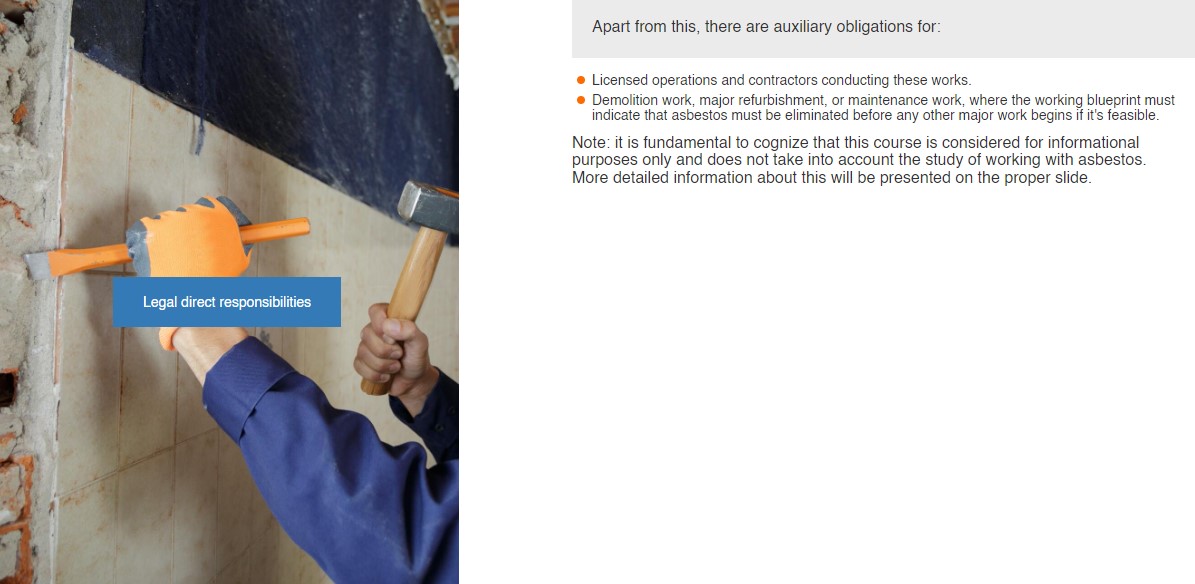 Apart from this, there are auxiliary obligations for:
Licensed operations and contractors conducting these works.
Demolition work, major refurbishment, or maintenance work, where the working blueprint must
indicate that asbestos must be eliminated before any other major work begins if it's feasible.
Note: it is fundamental to cognize that this course is considered for informational
purposes only and does not take into account the study of working with asbestos.
More detailed information about this will be presented on the proper slide.
Legal direct responsibilities